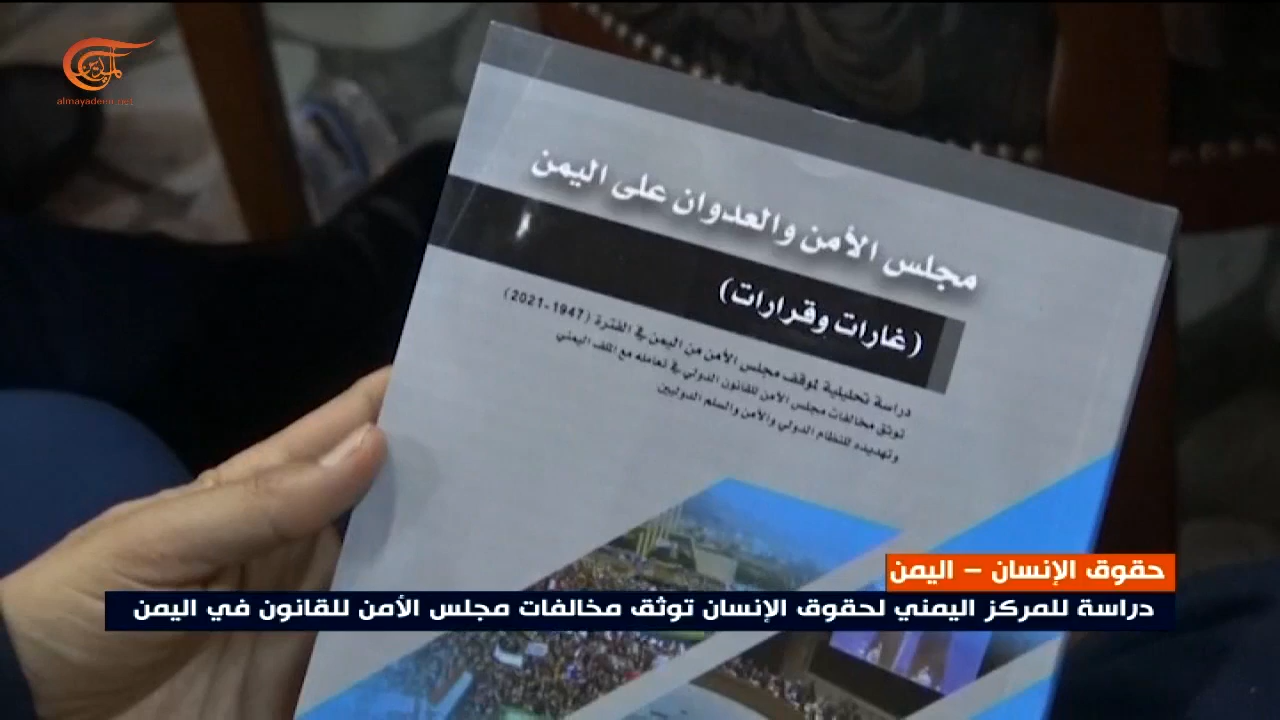 الميادين
almayadeen.net
مجلس الأمن والعدوان على اليمن
(غارات وقرارات)
دراسة تحليلية لموقف مجلس الأمن من اليمن في الفترة (1947-2021)
توثق مخالفات مجلس الأمن للقانون الدولي في تعامله مع الملف اليمني
وتهديده للنظام الدولي والأمن والسلم الدوليين
حقوق الإنسان – اليمن
دراسة للمركز اليمني لحقوق الإنسان توثق مخالفات مجلس الأمن للقانون في اليمن